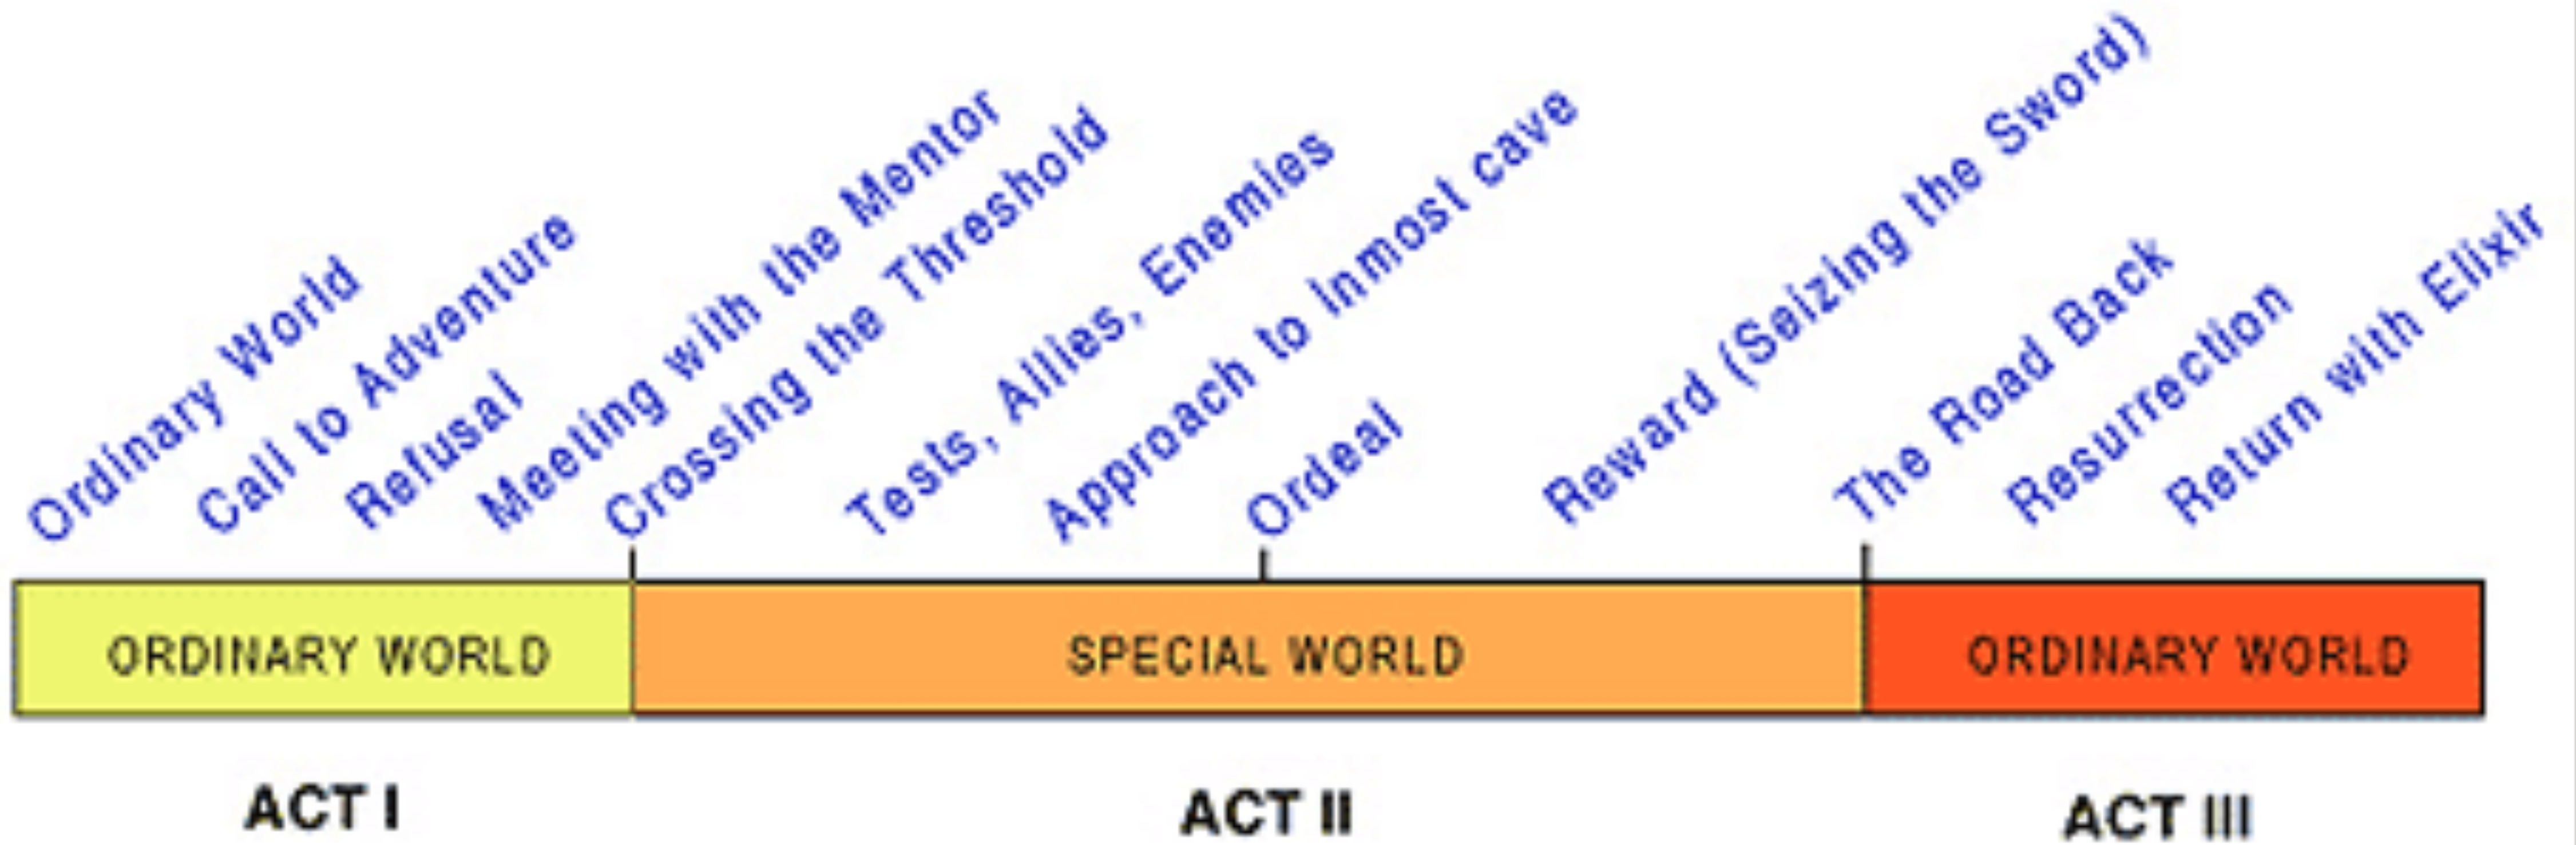 Ordinary World
Call to Adventure
Refusal
Meeting with the Mentor
Crossing the Threshold
Tests, Allies, Enemies
Approach to Inmost cave
Ordeal
Reward (Seizing the Sword)
The Road Back
Resurrection
Return with Elixir
ORDINARY WORLD
SPECIAL WORLD
ORDINARY WORLD
ACT I
ACT II
ACT III